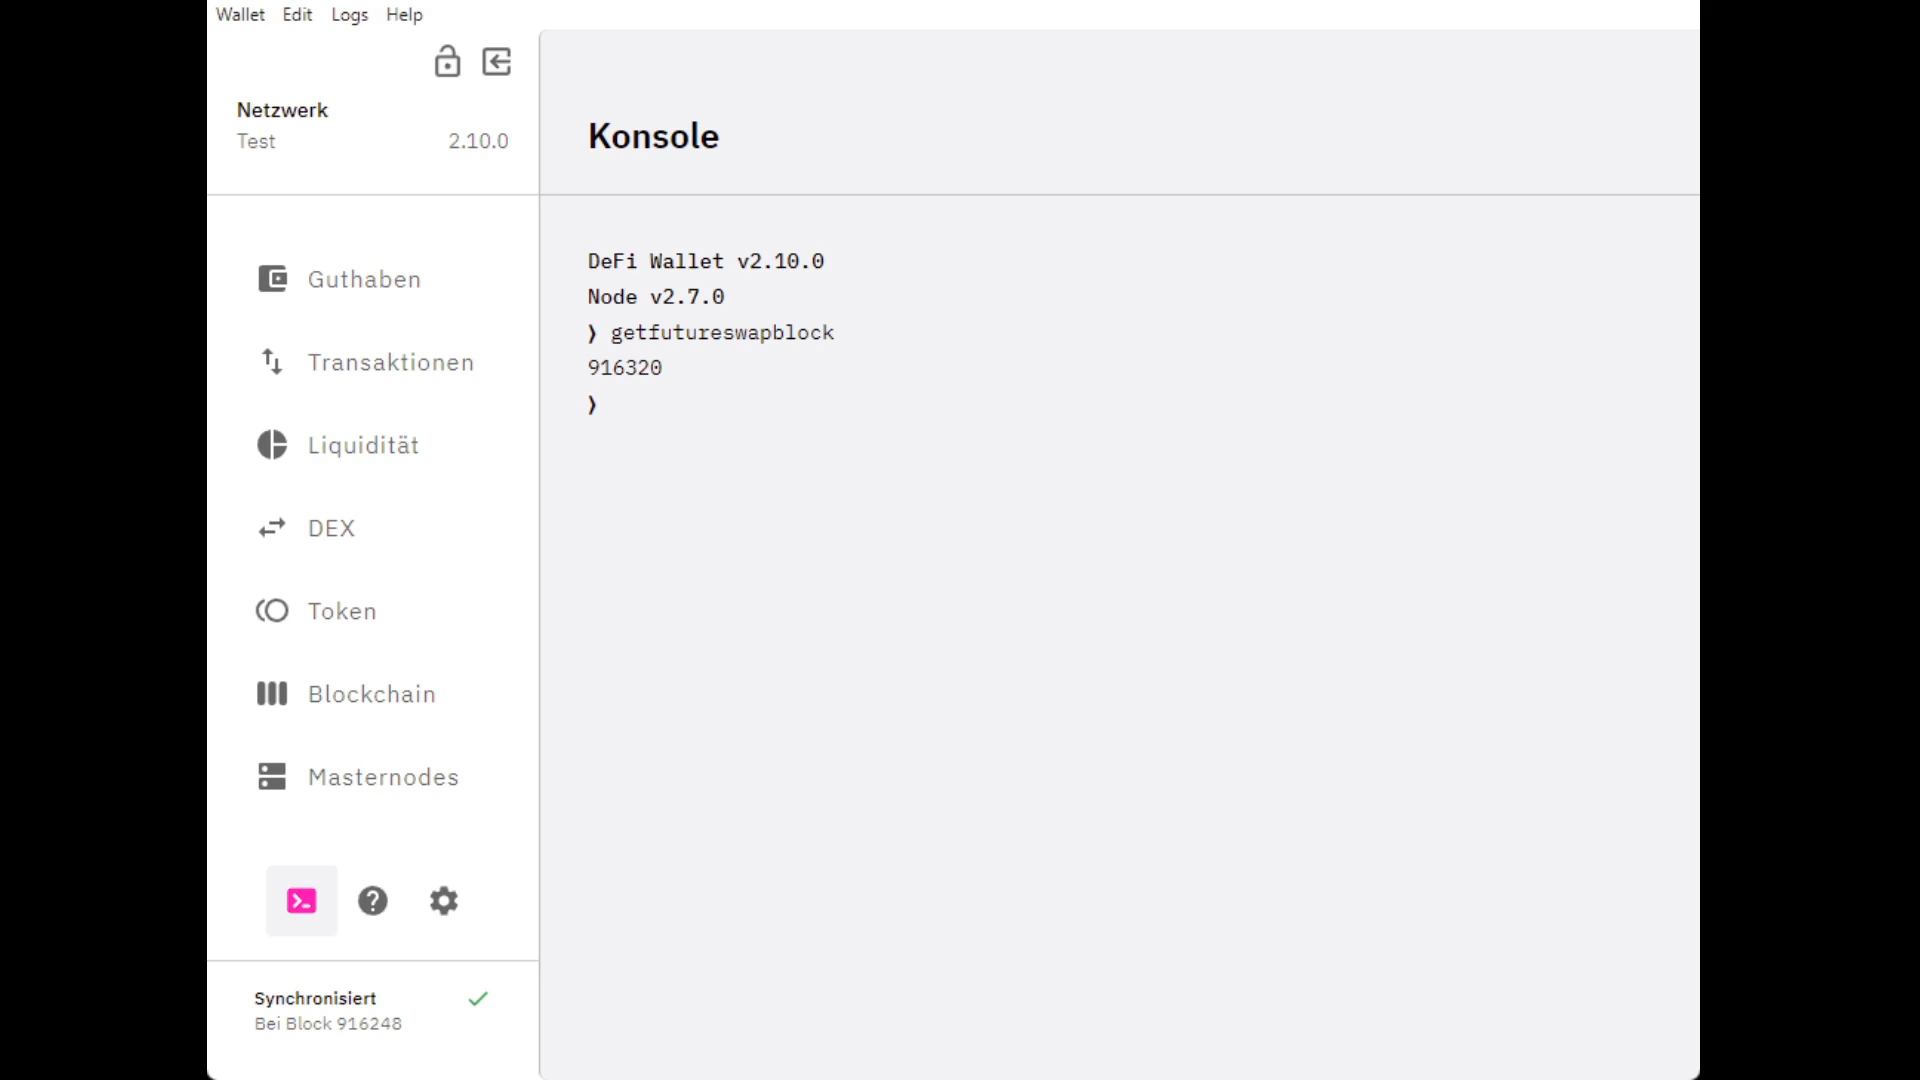 Wallet Edit Logs Help
Netzwerk
Test 2.10.0
Guthaben
Transaktionen
Liquidität
DEX
Token
Blockchain
Masternodes
Synchronisiert
Bei Block 916248
Konsole
DeFi Wallet v2.10.0
Node v2.7.0
❯ getfutureswapblock
916320
❯